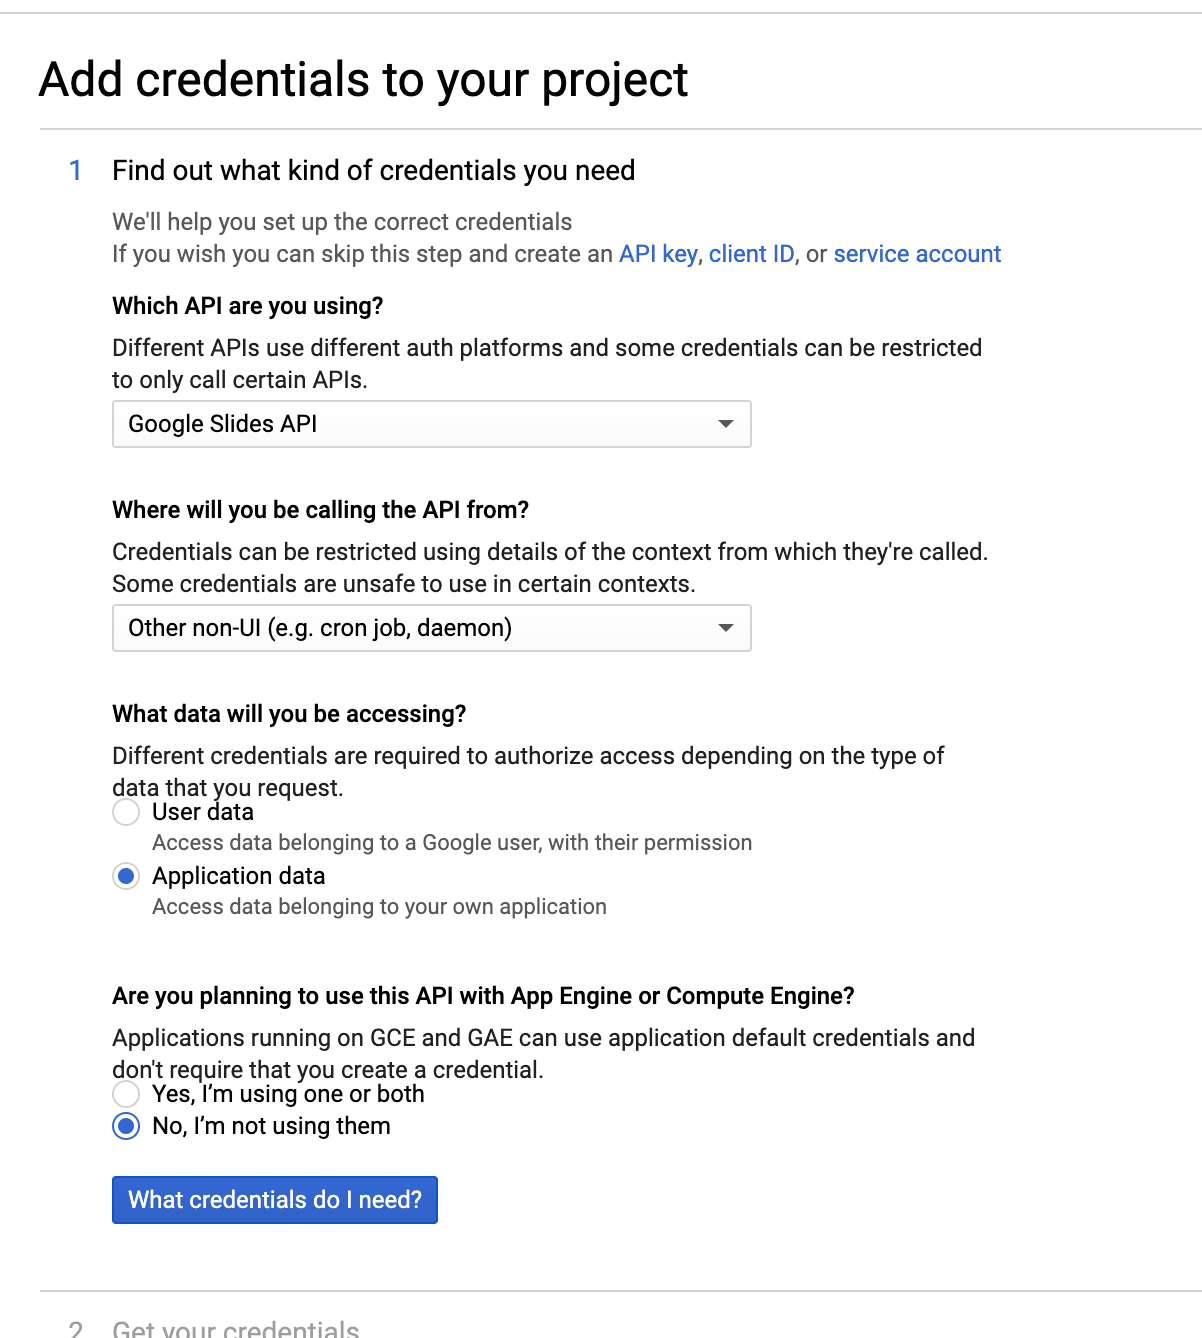 Add credentials to your project
1 Find out what kind of credentials you need
We'll help you set up the correct credentials
If you wish you can skip this step and create an API key, client ID, or service account
Which API are you using?
Different APIs use different auth platforms and some credentials can be restricted
to only call certain APIs.
Google Slides API
Where will you be calling the API from?
Credentials can be restricted using details of the context from which they're called.
Some credentials are unsafe to use in certain contexts.
Other non-UI (e.g. cron job, daemon)
What data will you be accessing?
Different credentials are required to authorize access depending on the type of
data that you request.
User data
Access data belonging to a Google user, with their permission
Application data
Access data belonging to your own application
Are you planning to use this API with App Engine or Compute Engine?
Applications running on GCE and GAE can use application default credentials and
don't require that you create a credential.
Yes, I’m using one or both
No, I’m not using them
What credentials do I need?
2 Get your credentials